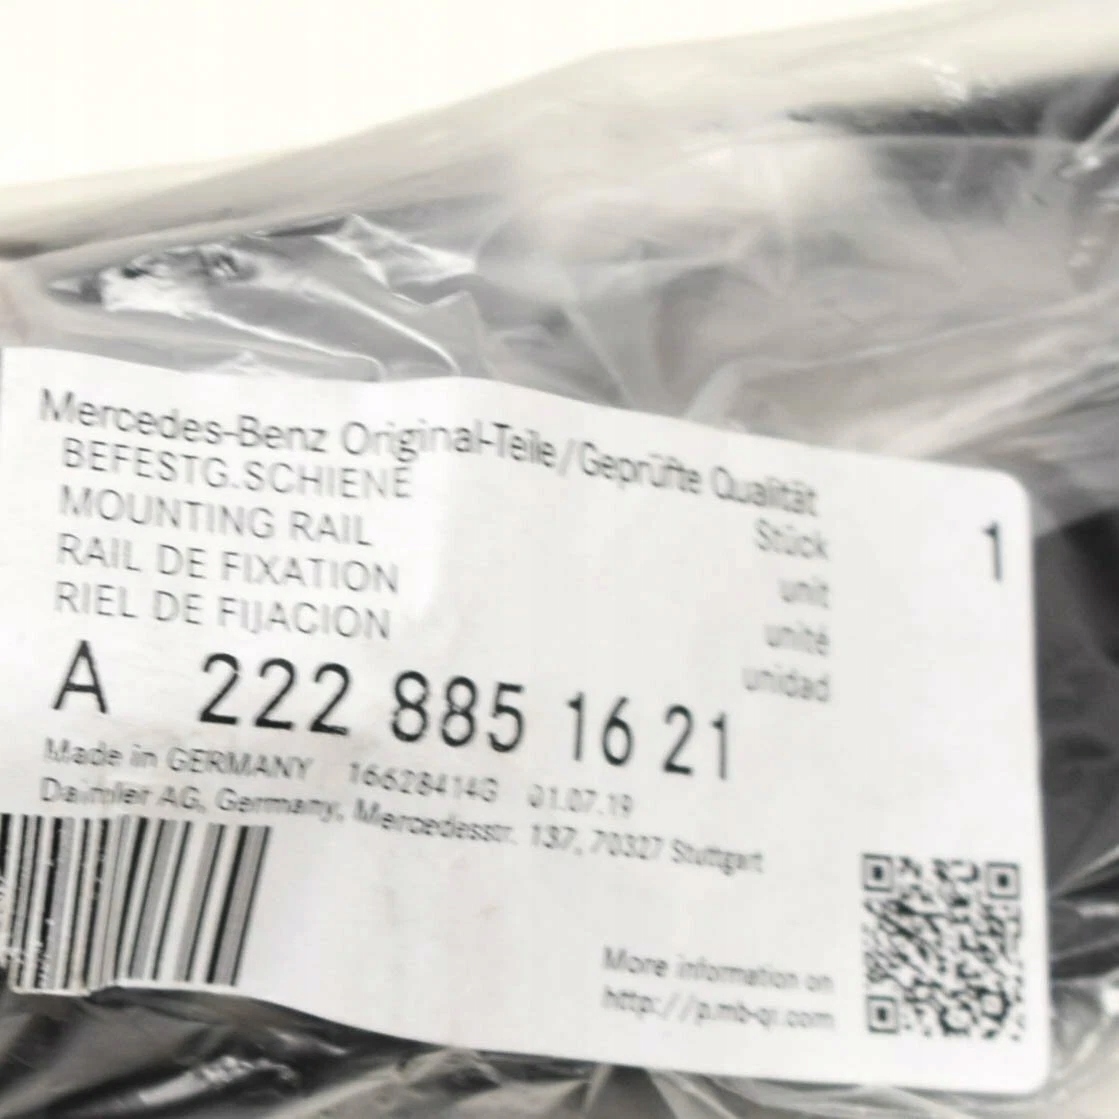 Mercedes-Benz Original-Teile/Geprüfte Qualität
BEFESTG.SCHIENE Stück 1
MOUNTING RAIL unit
RAIL DE FIXATION unité
RIEL DE FIJACION unidad
A 222 885 16 21
Made in GERMANY 16628414G 01.07.19
Daimler AG, Germany, Mercedesstr. 137, 70327 Stuttgart
More information on
http://p.mb-qr.com